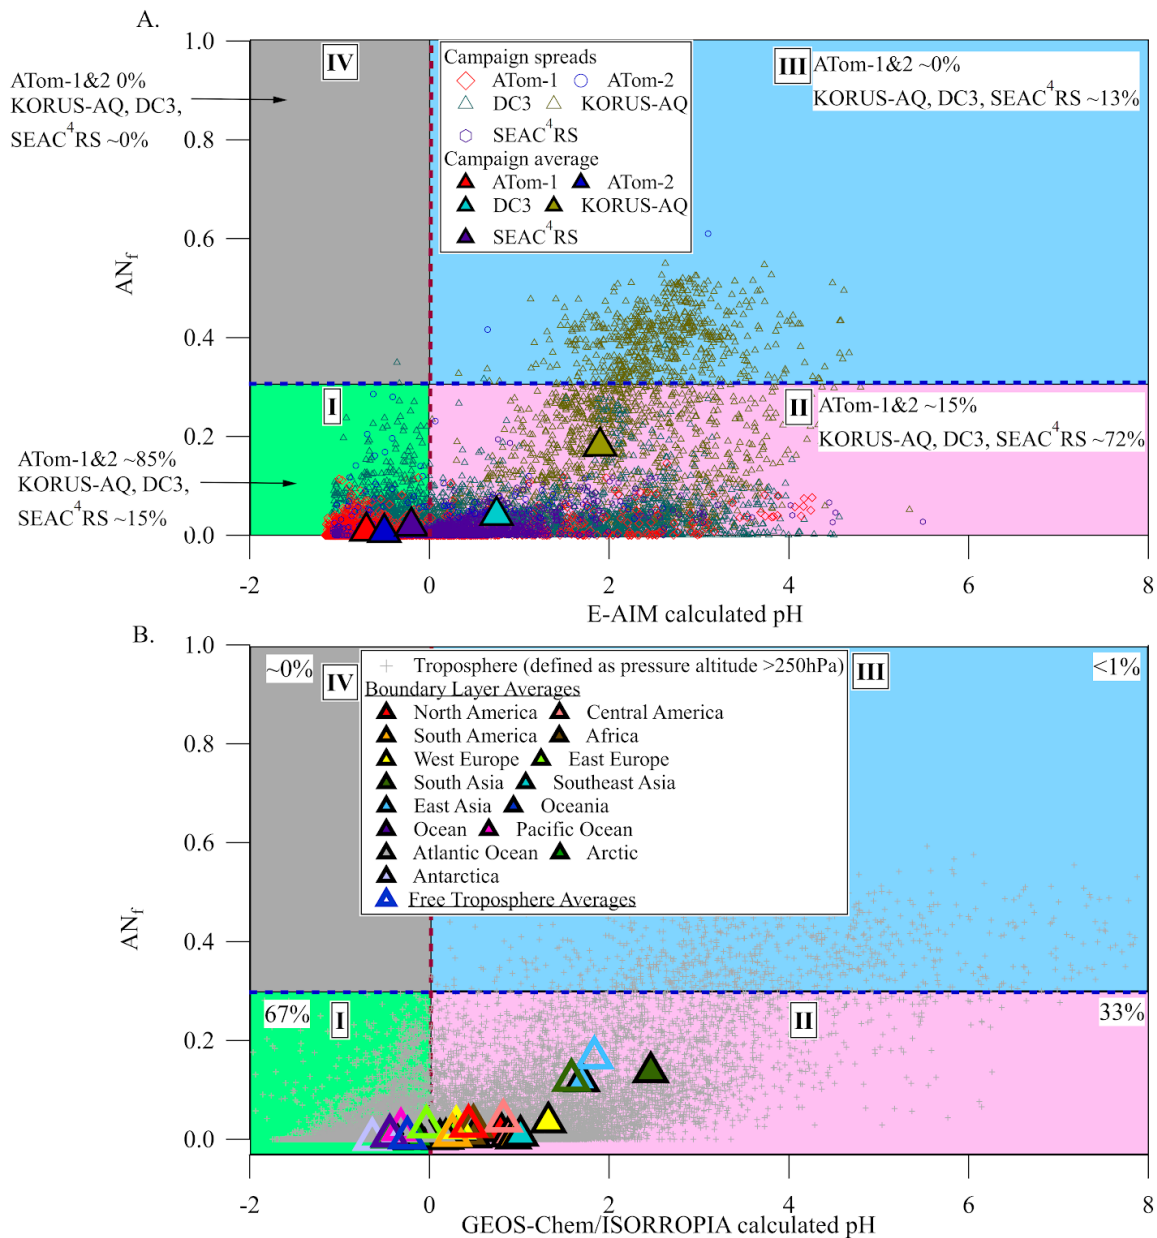 A.
1.0
0.8
0.6
0.4
0.2
0.0
AN_f
IV
III
I
II
ATom-1&2 0%
KORUS-AQ, DC3,
SEAC⁴RS ~0%
Campaign spreads
ATom-1 ATom-2
DC3 KORUS-AQ
SEAC⁴RS
Campaign average
ATom-1 ATom-2
DC3 KORUS-AQ
SEAC⁴RS
ATom-1&2 ~0%
KORUS-AQ, DC3, SEAC⁴RS ~13%
ATom-1&2 ~85%
KORUS-AQ, DC3,
SEAC⁴RS ~15%
ATom-1&2 ~15%
KORUS-AQ, DC3, SEAC⁴RS ~72%
-2 0 2 4 6 8
E-AIM calculated pH
B.
1.0
0.8
0.6
0.4
0.2
0.0
AN_f
~0%
IV
III
<1%
Troposphere (defined as pressure altitude >250hPa)
Boundary Layer Averages
North America Central America
South America Africa
West Europe East Europe
South Asia Southeast Asia
East Asia Oceania
Ocean Pacific Ocean
Atlantic Ocean Arctic
Antarctica
Free Troposphere Averages
67%
I
II
33%
-2 0 2 4 6 8
GEOS-Chem/ISORROPIA calculated pH